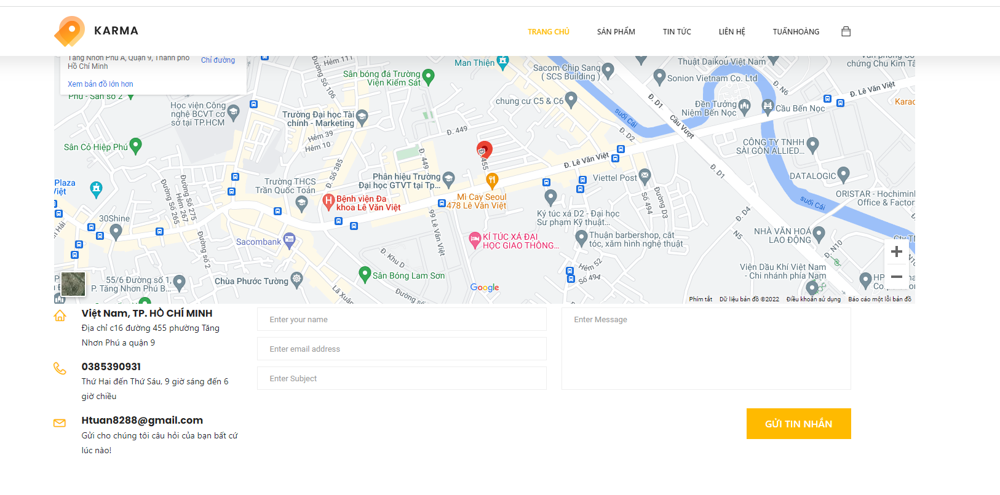 KARMA
TRANG CHỦ
SẢN PHẨM
TIN TỨC
LIÊN HỆ
TUẤNHOÀNG
Tăng Nhơn Phú A, Quận 9, Thành phố
Hồ Chí Minh
Chỉ đường
Xem bản đồ lớn hơn
Phú - Sân số 2
Hẻm 111
Đường Số 106
Man Thiện
Sân bóng đá Trường
Viện Kiểm Sát
Sacom Chip Sang
( SCS Building )
Thuật Daikou Việt Nam
chứng Chu Kim Tá
Sonion Vietnam Co. Ltd
Đ. N6
Đ. Lê Văn Việt
Karao
chung cư C5 & C6
Đ. D1
Đền Tưởng
Niệm Bến Nọc
Cầu Bến Nọc
Học viện Công
nghệ BCVT cơ
sở tại TP.HCM
Trường Đại học Tài
chính - Marketing
suối Cái
Cầu Vượt
Hẻm 39
Hẻm 10
Đ. 449
Đ. D2
Sân Cỏ Hiệp Phú
Đ. 449
Đ. 455
Đ. Lê Văn Việt
CÔNG TY TNHH
SÀI GÒN ALLIED...
Đ. Số 385
Đ. D1
Plaza
Việt
Đường Số 265
Đường Số 275
Hẻm 267
Trường THCS
Trần Quốc Toản
Phân hiệu Trường
Đại học GTVT tại Tp...
Viettel Post
DATALOGIC
Bệnh viện Đa
khoa Lê Văn Việt
Mì Cay Seoul
478 Lê Văn Việt
Số 494
Đường D3
suối Cái
ORISTAR - Hochiminh
Office & Factory
30Shine
Ký túc xá D2 - Đại học
Sư phạm Kỹ thuật...
Đ. D4
Hải
Đường số 2
Sacombank
99 Lê Văn Việt
KÍ TÚC XÁ ĐẠI
HỌC GIAO THÔNG...
Thuận barbershop, cắt
tóc, xăm hình nghệ thuật
N5
NHÀ VĂN HOÁ
LAO ĐỘNG
Đ. N10
Đ. Khu D
Hẻm 52
Số 494
Viện Dầu Khí Việt Nam
- Chi nhánh phía Nam
55/6 Đường số 1,
P. Tăng Nhơn Phú B...
Chùa Phước Tường
Sân Bóng Lam Sơn
Lã Xuân
Đường số
Google
Phím tắt
Dữ liệu bản đồ ©2022
Điều khoản sử dụng
Báo cáo một lỗi bản đồ
Việt Nam, TP. HỒ CHÍ MINH
Địa chỉ c16 đường 455 phường Tăng
Nhơn Phú a quận 9
0385390931
Thứ Hai đến Thứ Sáu, 9 giờ sáng đến 6
giờ chiều
Htuan8288@gmail.com
Gửi cho chúng tôi câu hỏi của bạn bất cứ
lúc nào!
Enter your name
Enter email address
Enter Subject
Enter Message
GỬI TIN NHẮN